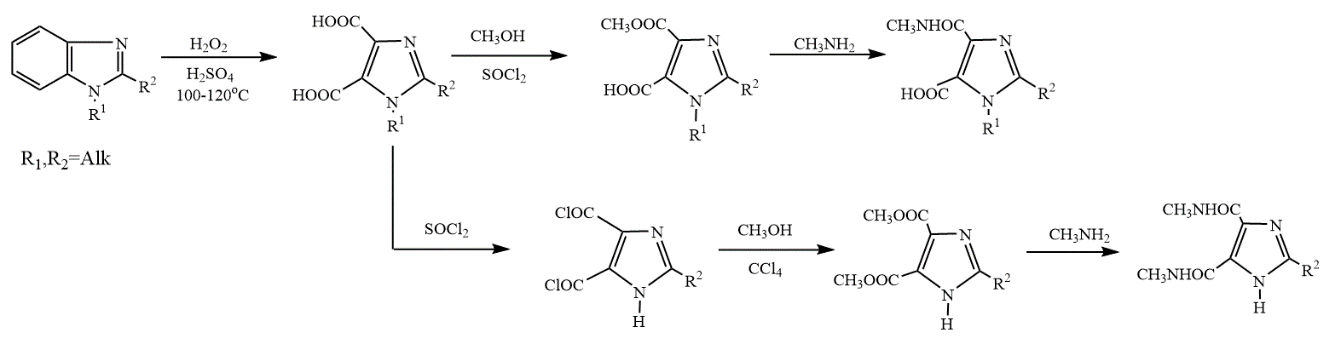 N
N
R²
R¹
R₁,R₂=Alk
H₂O₂
H₂SO₄
100-120°C
HOOC
N
HOOC
N
R²
R¹
CH₃OH
SOCl₂
CH₃OOC
N
HOOC
N
R²
R¹
CH₃NH₂
CH₃NHOC
N
HOOC
N
R²
R¹
SOCl₂
ClOC
N
ClOC
N
R²
H
CH₃OH
CCl₄
CH₃OOC
N
CH₃OOC
N
R²
H
CH₃NH₂
CH₃NHOC
N
CH₃NHOC
N
R²
H